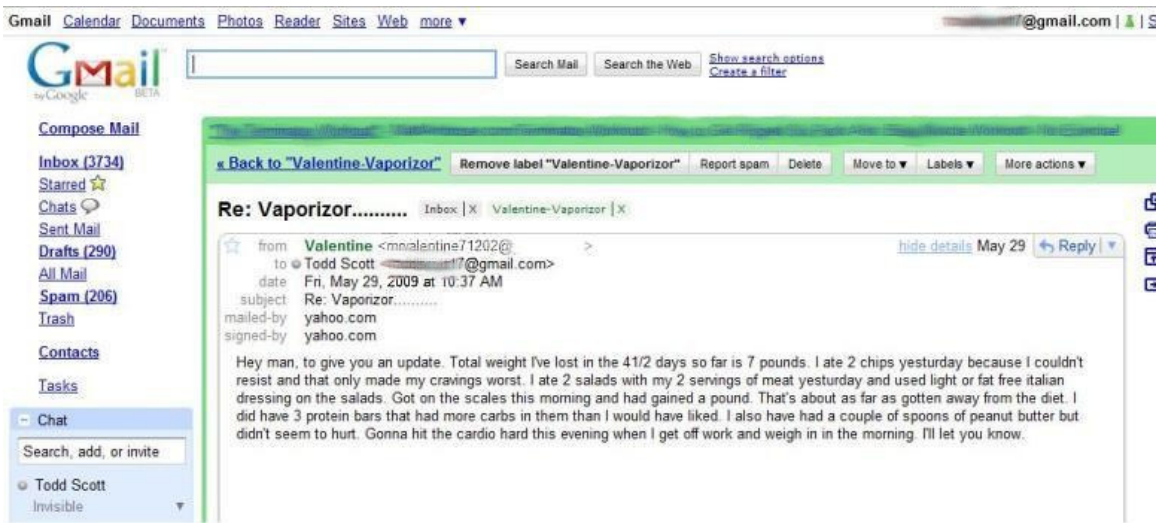 Gmail Calendar Documents Photos Reader Sites Web more ▼
@gmail.com | | S
Gmail
by Google BETA
Search Mail Search the Web Show search options
Create a filter
Compose Mail
Inbox (3734)
Starred
Chats
Sent Mail
Drafts (290)
All Mail
Spam (206)
Trash
Contacts
Tasks
− Chat
Search, add, or invite
Todd Scott
Invisible ▼
« Back to "Valentine-Vaporizor" Remove label "Valentine-Vaporizor" Report spam Delete Move to ▼ Labels ▼ More actions ▼
Re: Vaporizor.......... Inbox | X Valentine-Vaporizor | X
from Valentine > hide details May 29 Reply ▼
to Todd Scott 7@gmail.com>
date Fri, May 29, 2009 at 10:37 AM
subject Re: Vaporizor..........
mailed-by yahoo.com
signed-by yahoo.com
Hey man, to give you an update. Total weight I've lost in the 41/2 days so far is 7 pounds. I ate 2 chips yesturday because I couldn't
resist and that only made my cravings worst. I ate 2 salads with my 2 servings of meat yesturday and used light or fat free italian
dressing on the salads. Got on the scales this morning and had gained a pound. That's about as far as gotten away from the diet. I
did have 3 protein bars that had more carbs in them than I would have liked. I also have had a couple of spoons of peanut butter but
didn't seem to hurt. Gonna hit the cardio hard this evening when I get off work and weigh in in the morning. I'll let you know.